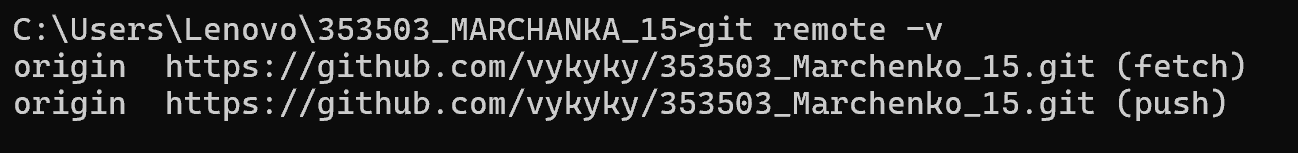 C:\Users\Lenovo\353503_MARCHANKA_15>git remote -v
origin  https://github.com/vykyky/353503_Marchenko_15.git (fetch)
origin  https://github.com/vykyky/353503_Marchenko_15.git (push)